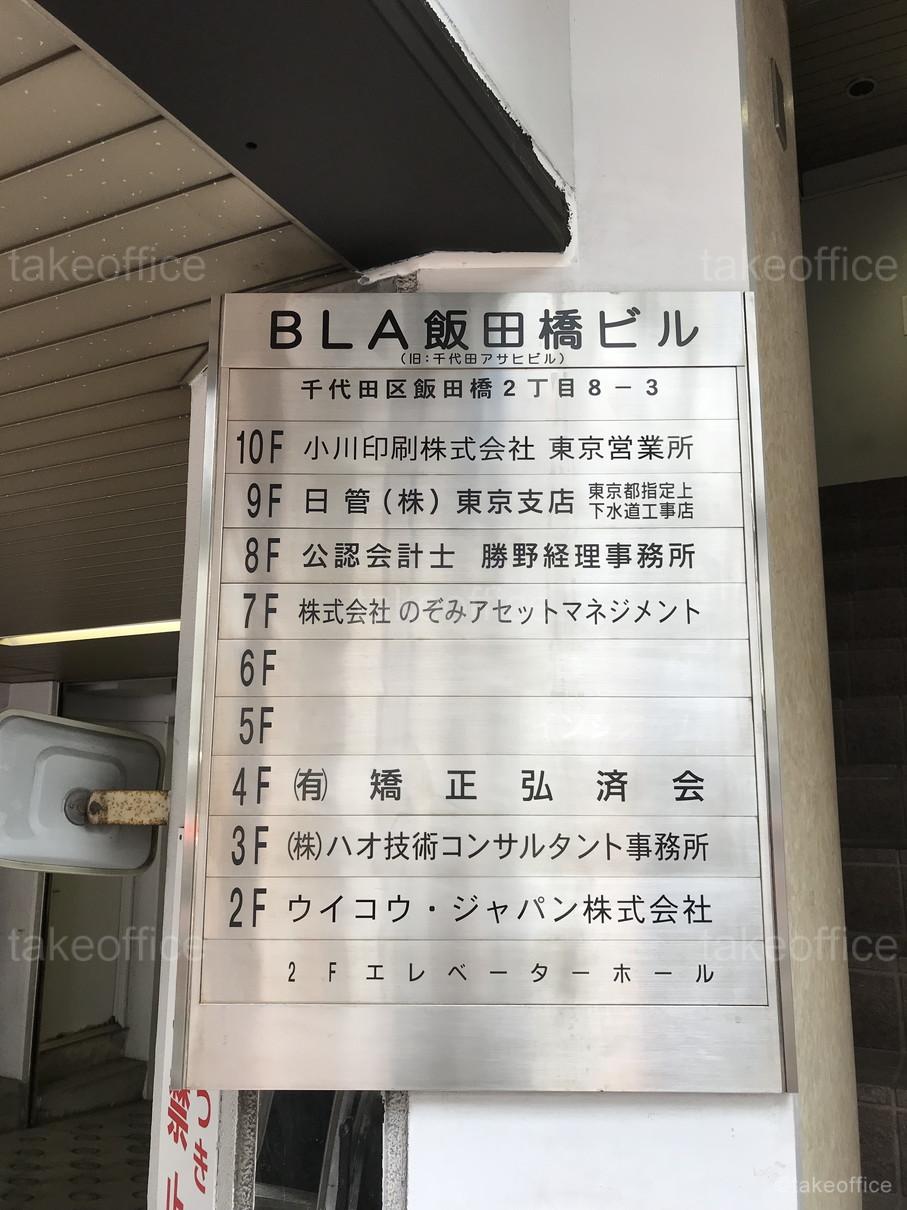 takeoffice takeoffice
BLA飯田橋ビル
(旧:千代田アサヒビル)
千代田区飯田橋2丁目8-3
10F 小川印刷株式会社 東京営業所
9F 日管(株)東京支店 東京都指定上
下水道工事店
8F 公認会計士 勝野経理事務所
7F 株式会社 のぞみアセットマネジメント
6F
5F
4F ㈲ 矯正弘済会
3F ㈱ハオ技術コンサルタント事務所
2F ウイコウ・ジャパン株式会社
takeoffice takeoffice
2Fエレベーターホール
©takeoffice